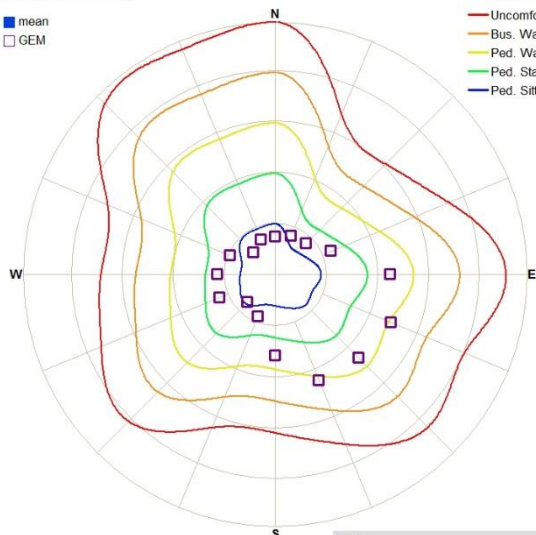 mean
GEM
N
W
E
S
Uncomfo
Bus. Wa
Ped. Wa
Ped. Sta
Ped. Sitt